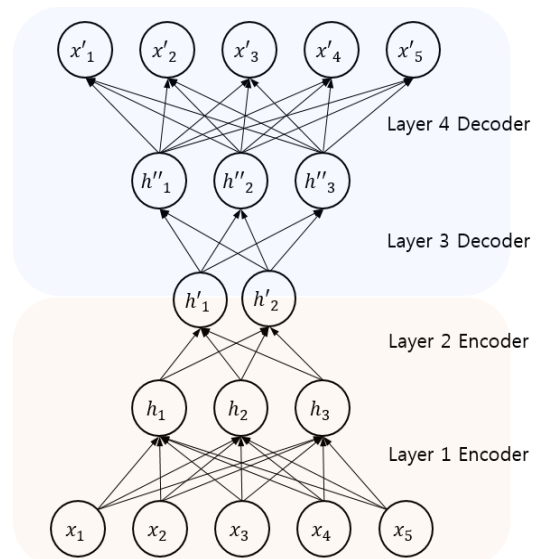 x'₁ x'₂ x'₃ x'₄ x'₅
Layer 4 Decoder
h''₁ h''₂ h''₃
Layer 3 Decoder
h'₁ h'₂
Layer 2 Encoder
h₁ h₂ h₃
Layer 1 Encoder
x₁ x₂ x₃ x₄ x₅